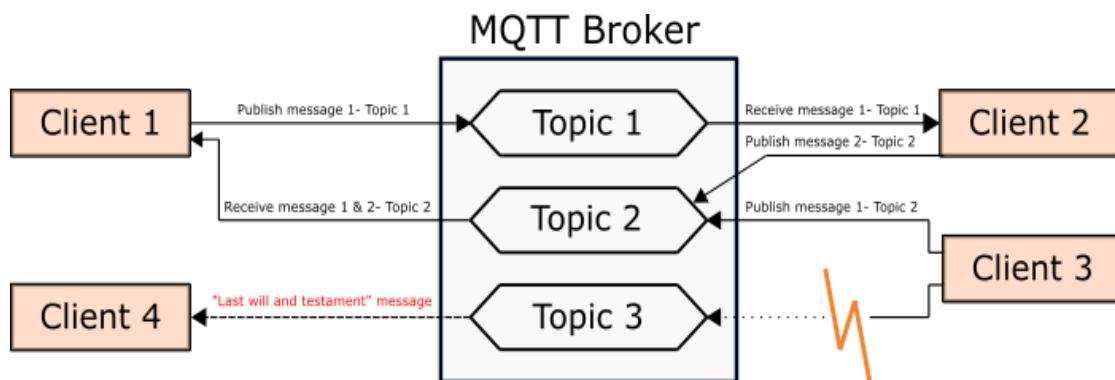 MQTT Broker
Client 1
Publish message 1- Topic 1
Topic 1
Receive message 1- Topic 1
Client 2
Publish message 2- Topic 2
Receive message 1 & 2- Topic 2
Topic 2
Publish message 1- Topic 2
Client 3
Client 4
"Last will and testament" message
Topic 3